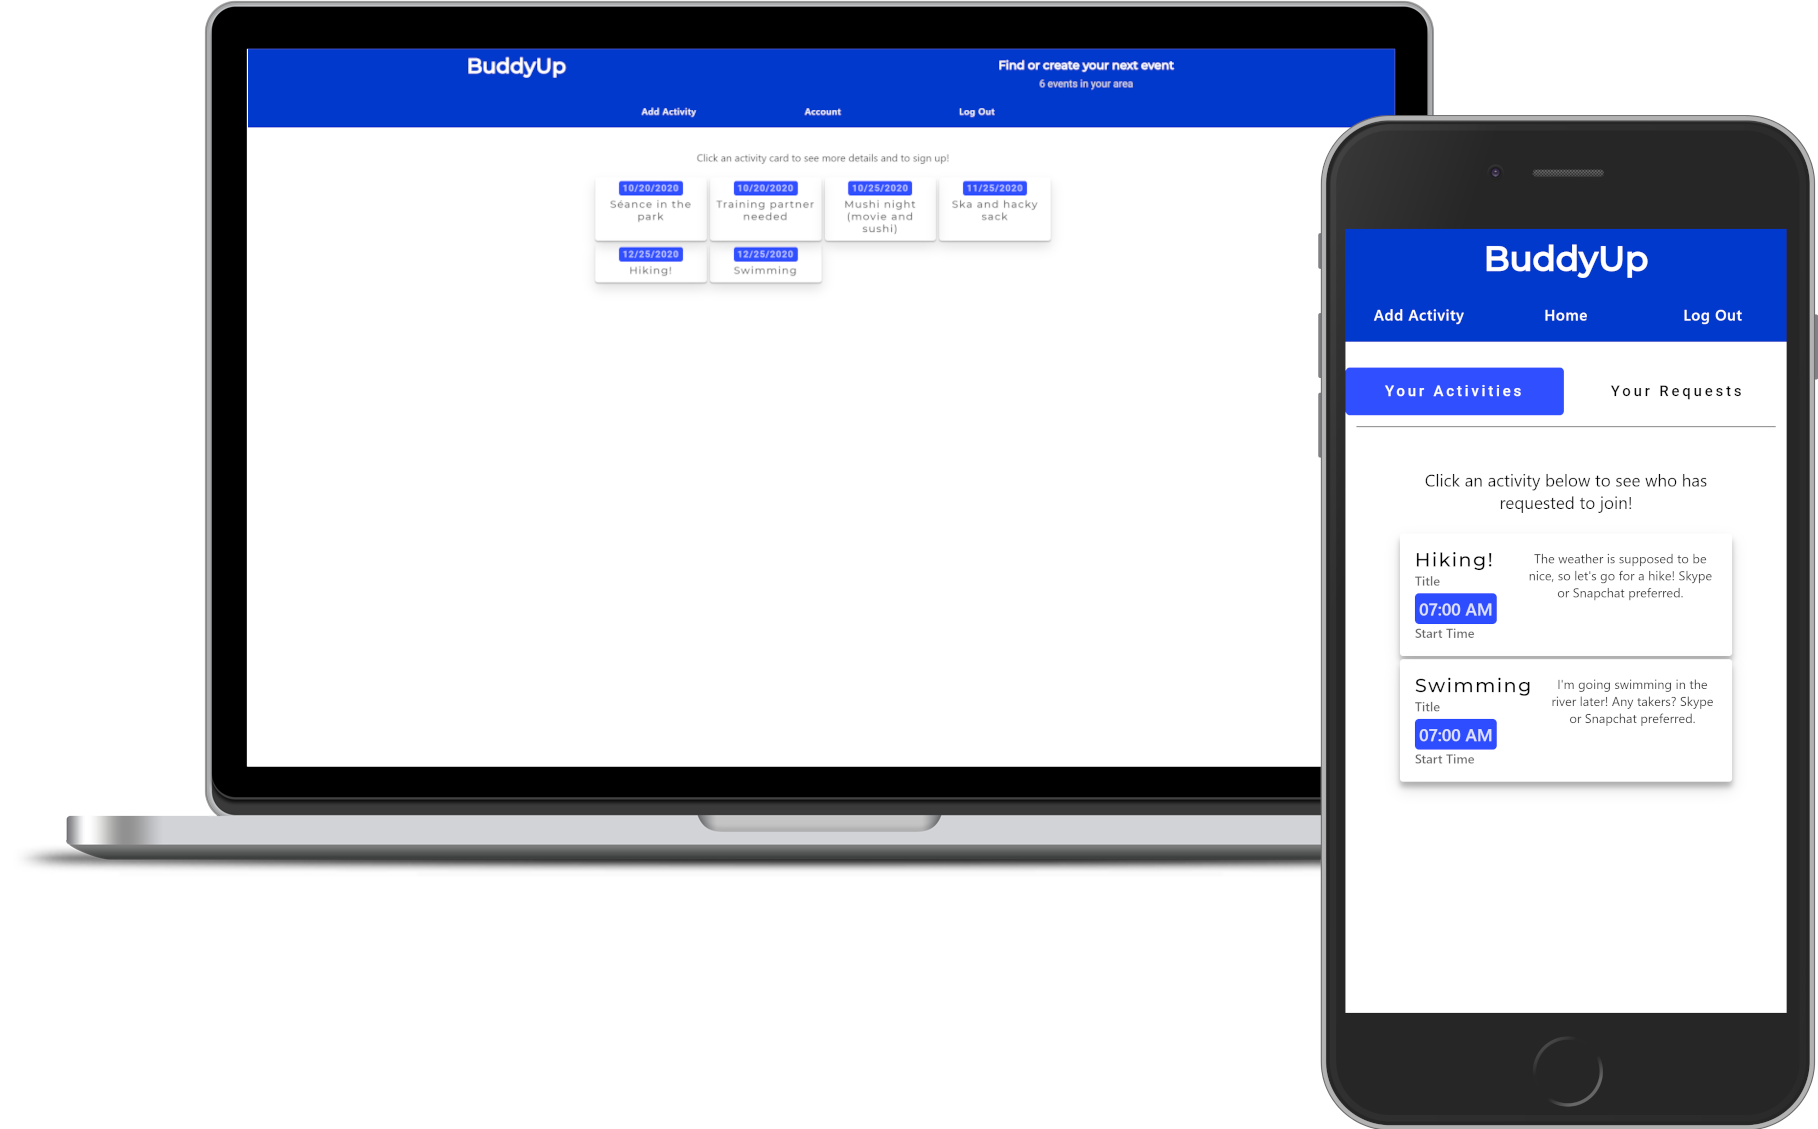 BuddyUp
Find or create your next event
6 events in your area
Add Activity
Account
Log Out
Click an activity card to see more details and to sign up!
10/20/2020
Séance in the
park
10/20/2020
Training partner
needed
10/25/2020
Mushi night
(movie and
sushi)
11/25/2020
Ska and hacky
sack
12/25/2020
Hiking!
12/25/2020
Swimming
BuddyUp
Add Activity
Home
Log Out
Your Activities
Your Requests
Click an activity below to see who has
requested to join!
Hiking!
Title
07:00 AM
Start Time
The weather is supposed to be
nice, so let's go for a hike! Skype
or Snapchat preferred.
Swimming
Title
07:00 AM
Start Time
I'm going swimming in the
river later! Any takers? Skype
or Snapchat preferred.